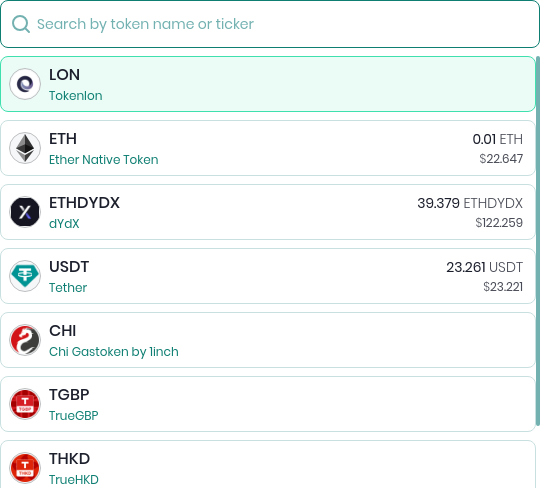 Search by token name or ticker
LON
Tokenlon
ETH
0.01 ETH
Ether Native Token
$22.647
ETHDYDX
39.379 ETHDYDX
dYdX
$122.259
USDT
23.261 USDT
Tether
$23.221
CHI
Chi Gastoken by 1inch
TGBP
TrueGBP
TGBP
THKD
TrueHKD
THKD